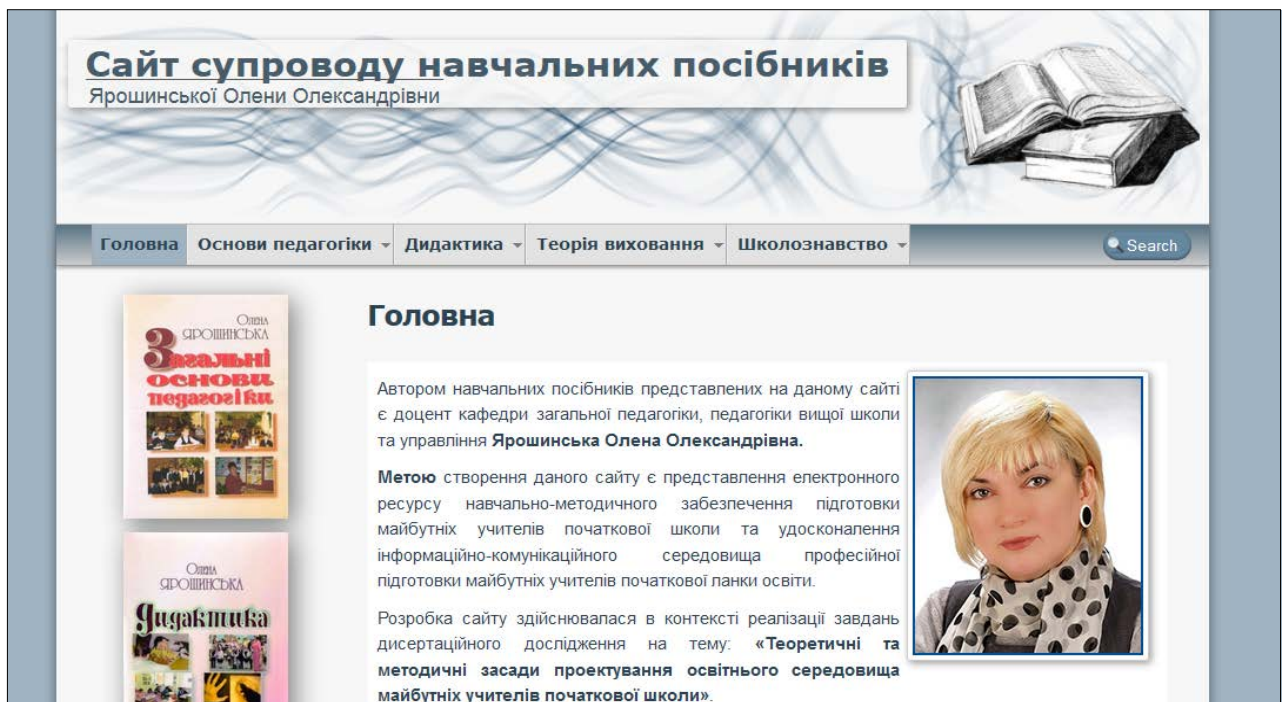 Сайт супроводу навчальних посібників
Ярошинської Олени Олександрівни
Головна
Основи педагогіки
Дидактика
Теорія виховання
Школознавство
Search
Олена
ЯРОШИНСЬКА
Загальні
основи
педагогіки
Олена
ЯРОШИНСЬКА
Дидактика
Головна
Автором навчальних посібників представлених на даному сайті
є доцент кафедри загальної педагогіки, педагогіки вищої школи
та управління Ярошинська Олена Олександрівна.
Метою створення даного сайту є представлення електронного
ресурсу навчально-методичного забезпечення підготовки
майбутніх учителів початкової школи та удосконалення
інформаційно-комунікаційного середовища професійної
підготовки майбутніх учителів початкової ланки освіти.
Розробка сайту здійснювалася в контексті реалізації завдань
дисертаційного дослідження на тему: «Теоретичні та
методичні засади проектування освітнього середовища
майбутніх учителів початкової школи».